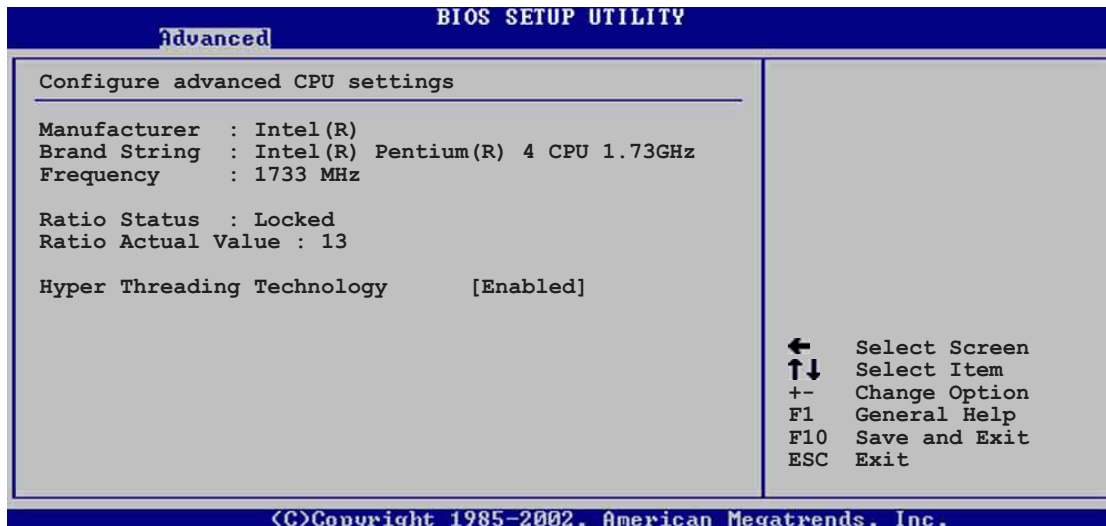 BIOS SETUP UTILITY
Advanced
Configure advanced CPU settings
Manufacturer : Intel(R)
Brand String : Intel(R) Pentium(R) 4 CPU 1.73GHz
Frequency : 1733 MHz
Ratio Status : Locked
Ratio Actual Value : 13
Hyper Threading Technology [Enabled]
← Select Screen
↑↓ Select Item
+- Change Option
F1 General Help
F10 Save and Exit
ESC Exit
(C)Copyright 1985-2002, American Megatrends, Inc.